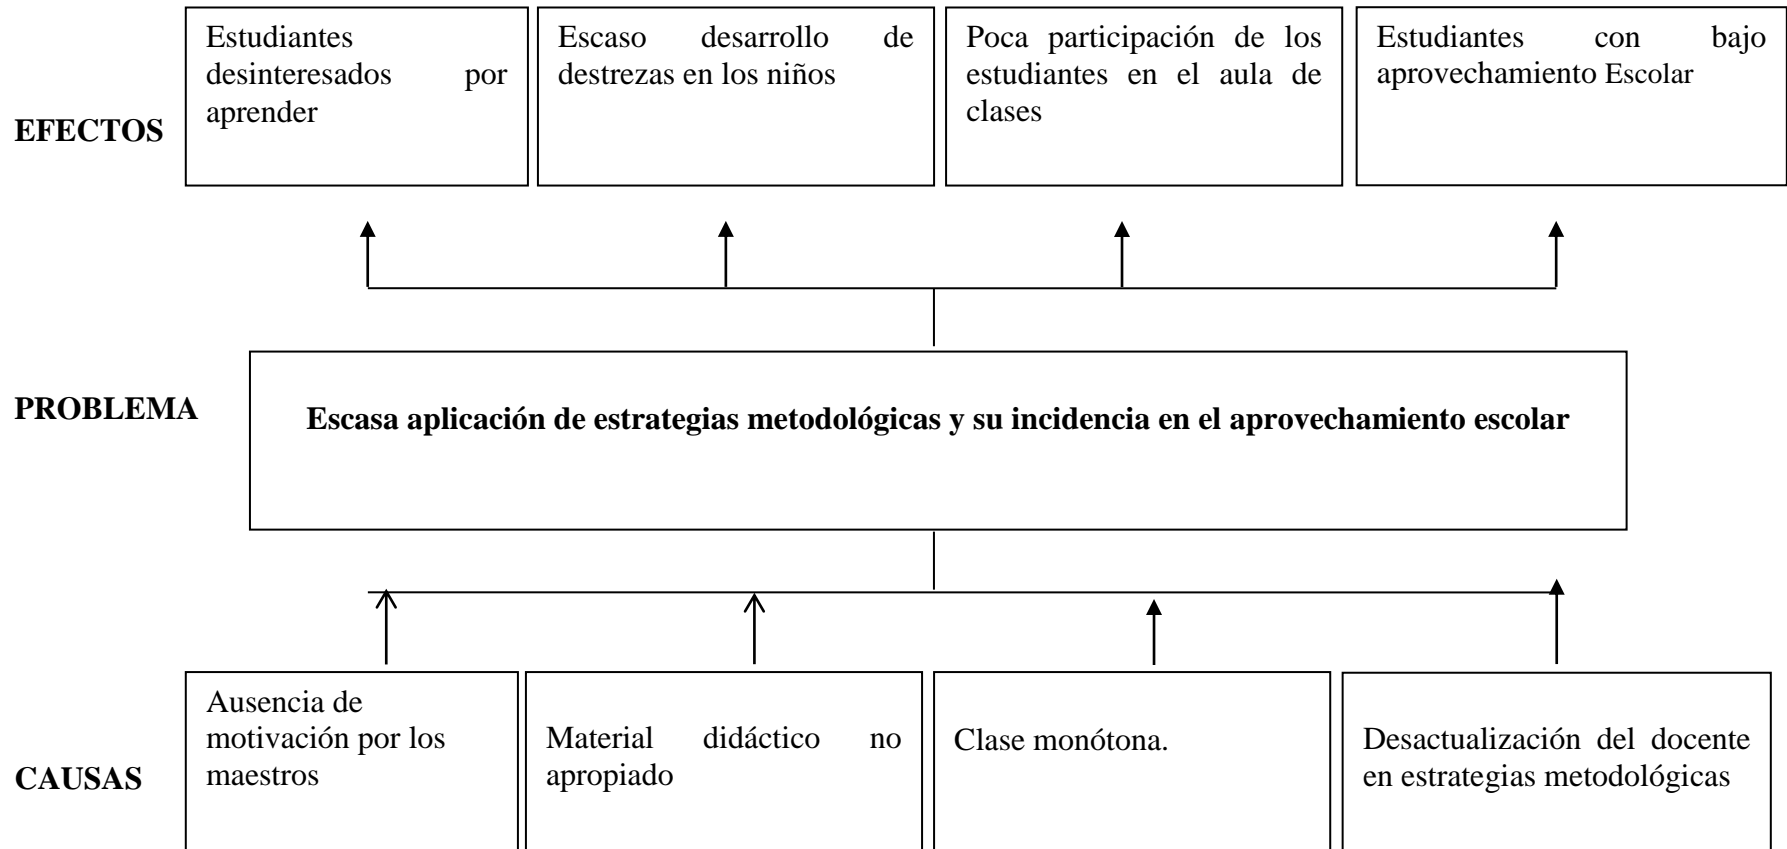 Estudiantes
desinteresados por
aprender
Escaso desarrollo de
destrezas en los niños
Poca participación de los
estudiantes en el aula de
clases
Estudiantes con bajo
aprovechamiento Escolar
EFECTOS
PROBLEMA
Escasa aplicación de estrategias metodológicas y su incidencia en el aprovechamiento escolar
Ausencia de
motivación por los
maestros
Material didáctico no
apropiado
Clase monótona.
Desactualización del docente
en estrategias metodológicas
CAUSAS